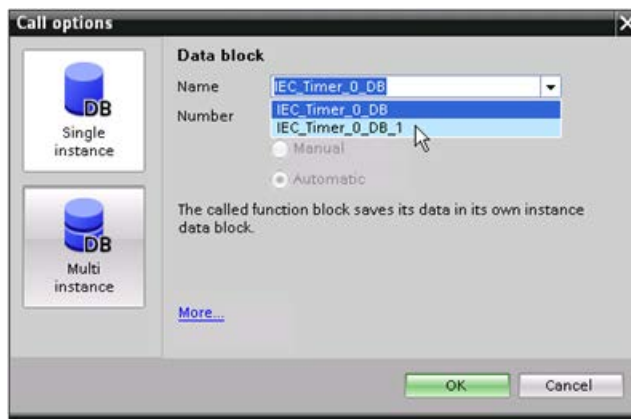 Call options
DB
Single
instance
DB
Multi
instance
Data block
Name
IEC_Timer_0_DB
IEC_Timer_0_DB
IEC_Timer_0_DB_1
Number
Manual
Automatic
The called function block saves its data in its own instance
data block.
More...
OK
Cancel